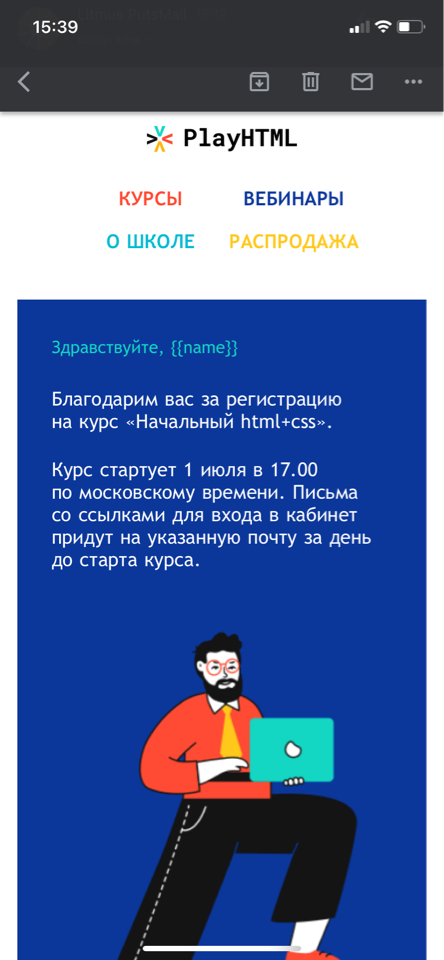 15:39
PlayHTML
КУРСЫ ВЕБИНАРЫ
О ШКОЛЕ РАСПРОДАЖА
Здравствуйте, {{name}}
Благодарим вас за регистрацию
на курс «Начальный html+css».
Курс стартует 1 июля в 17.00
по московскому времени. Письма
со ссылками для входа в кабинет
придут на указанную почту за день
до старта курса.